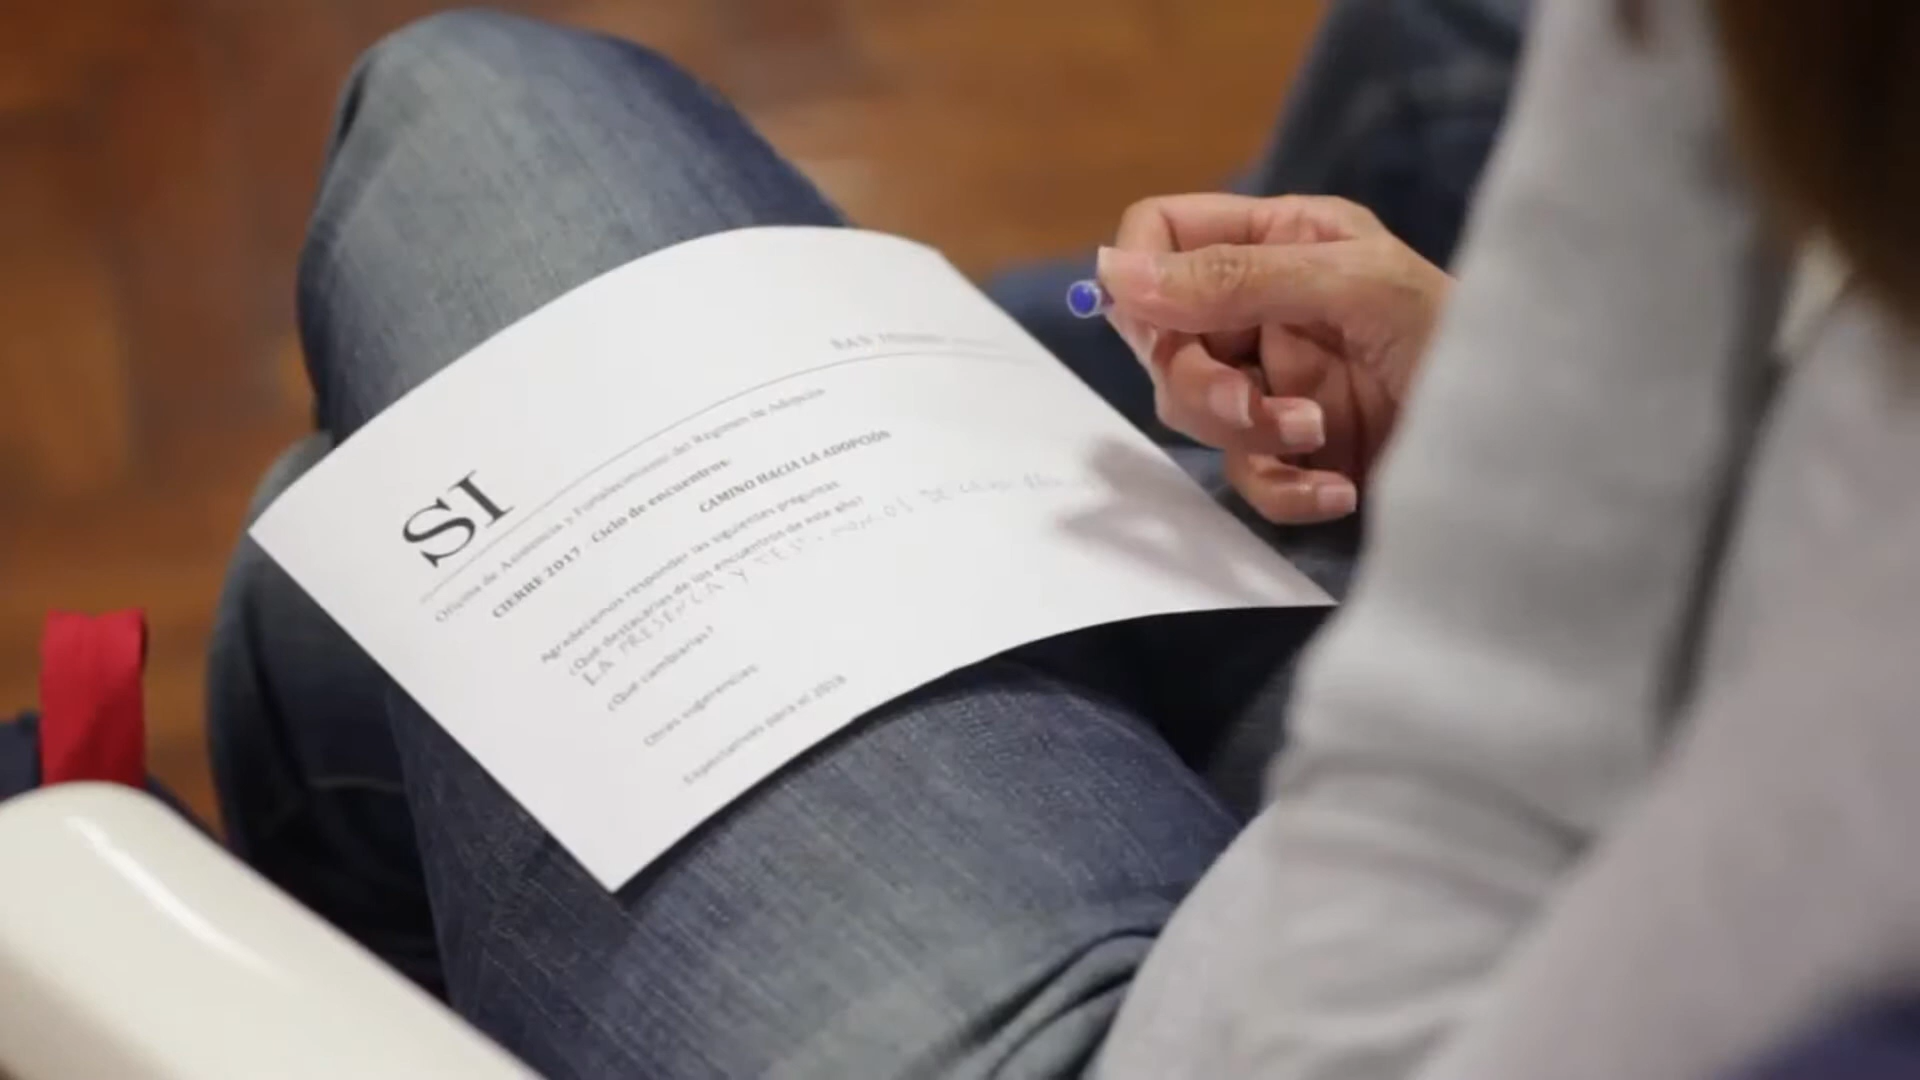 SI
Oficina de Asistencia y Fortalecimiento del Régimen de Adopción
CIERRE 2017 - Ciclo de encuentros:
CAMINO HACIA LA ADOPCIÓN
Agradecemos responder las siguientes preguntas
¿Qué destacarías de los encuentros de este año?
LA PRESENCIA Y TESTIMONIOS DE
¿Qué cambiarías?
Otras sugerencias:
Expectativas para el 2018